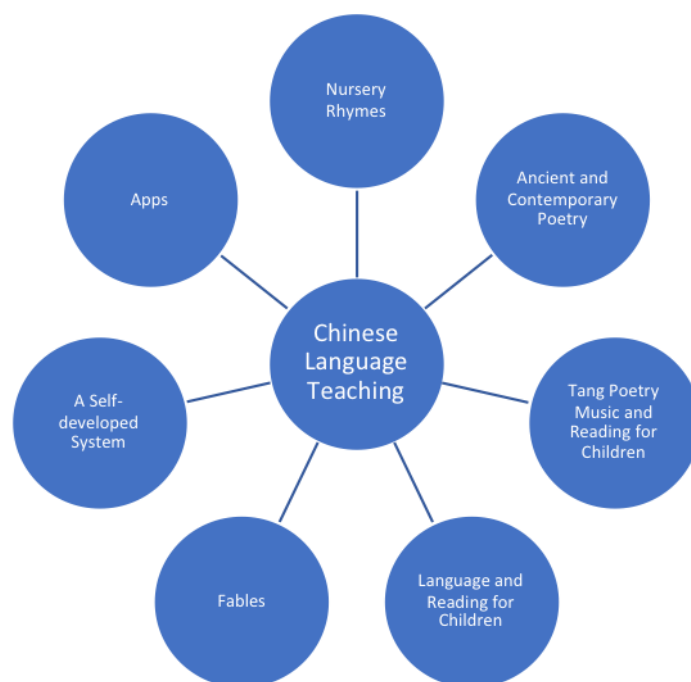 Nursery
Rhymes
Ancient and
Contemporary
Poetry
Apps
Chinese
Language
Teaching
Tang Poetry
Music and
Reading for
Children
A Self-
developed
System
Language and
Reading for
Children
Fables